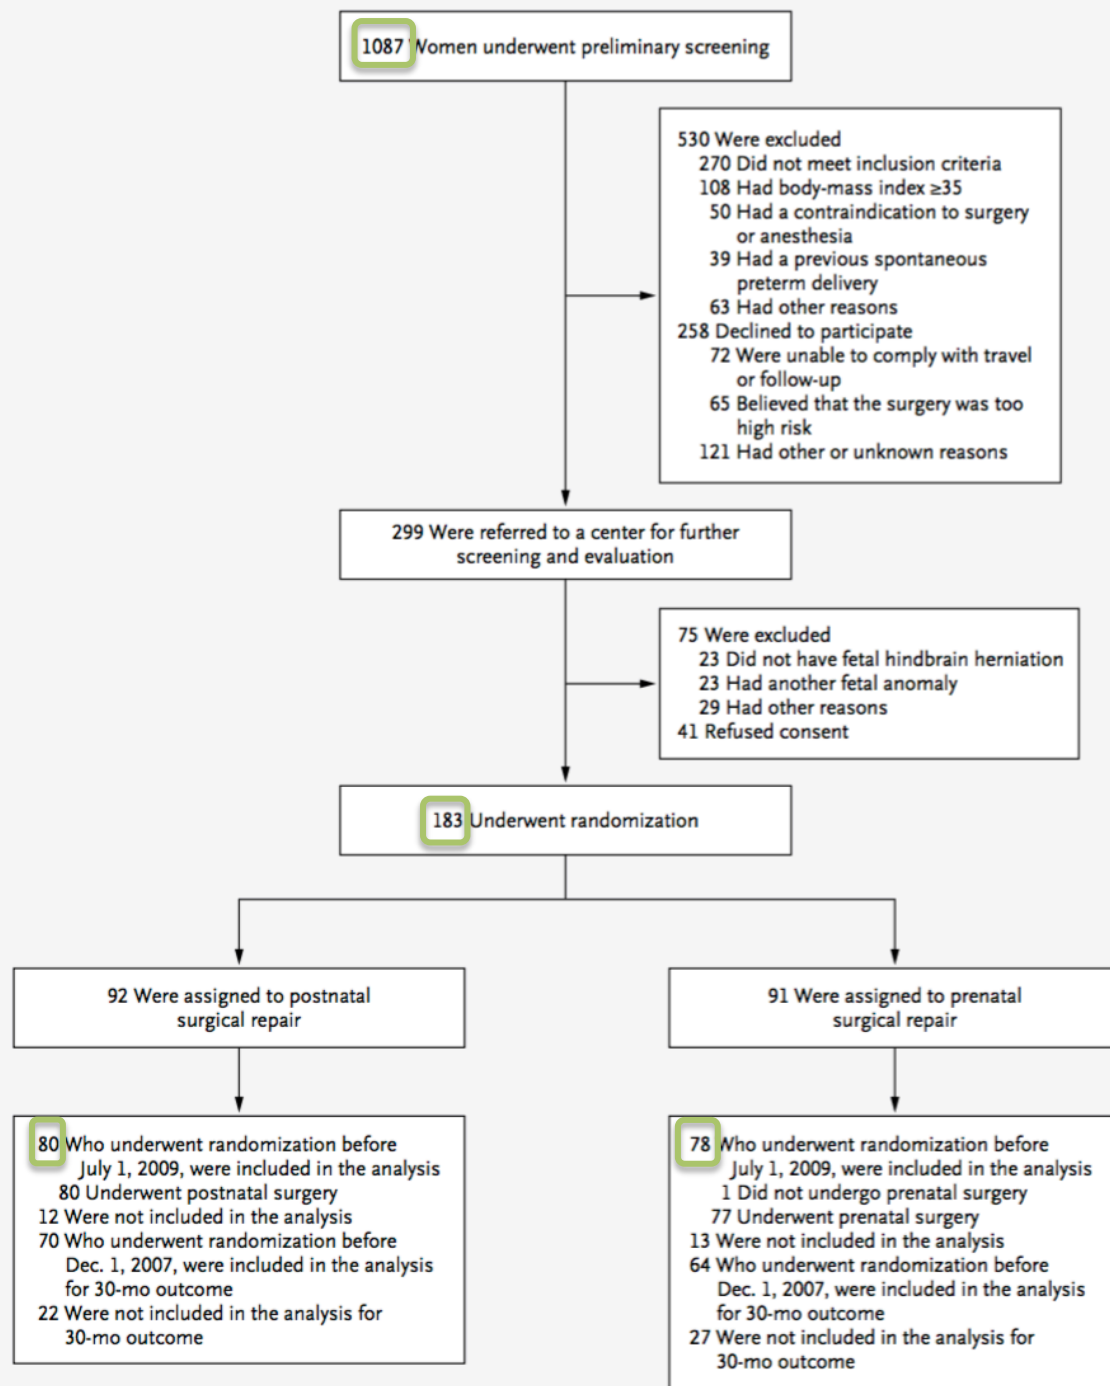 1087 Women underwent preliminary screening
530 Were excluded
270 Did not meet inclusion criteria
108 Had body-mass index ≥35
50 Had a contraindication to surgery
or anesthesia
39 Had a previous spontaneous
preterm delivery
63 Had other reasons
258 Declined to participate
72 Were unable to comply with travel
or follow-up
65 Believed that the surgery was too
high risk
121 Had other or unknown reasons
299 Were referred to a center for further
screening and evaluation
75 Were excluded
23 Did not have fetal hindbrain herniation
23 Had another fetal anomaly
29 Had other reasons
41 Refused consent
183 Underwent randomization
92 Were assigned to postnatal
surgical repair
91 Were assigned to prenatal
surgical repair
80 Who underwent randomization before
July 1, 2009, were included in the analysis
80 Underwent postnatal surgery
12 Were not included in the analysis
70 Who underwent randomization before
Dec. 1, 2007, were included in the analysis
for 30-mo outcome
22 Were not included in the analysis for
30-mo outcome
78 Who underwent randomization before
July 1, 2009, were included in the analysis
1 Did not undergo prenatal surgery
77 Underwent prenatal surgery
13 Were not included in the analysis
64 Who underwent randomization before
Dec. 1, 2007, were included in the analysis
for 30-mo outcome
27 Were not included in the analysis for
30-mo outcome